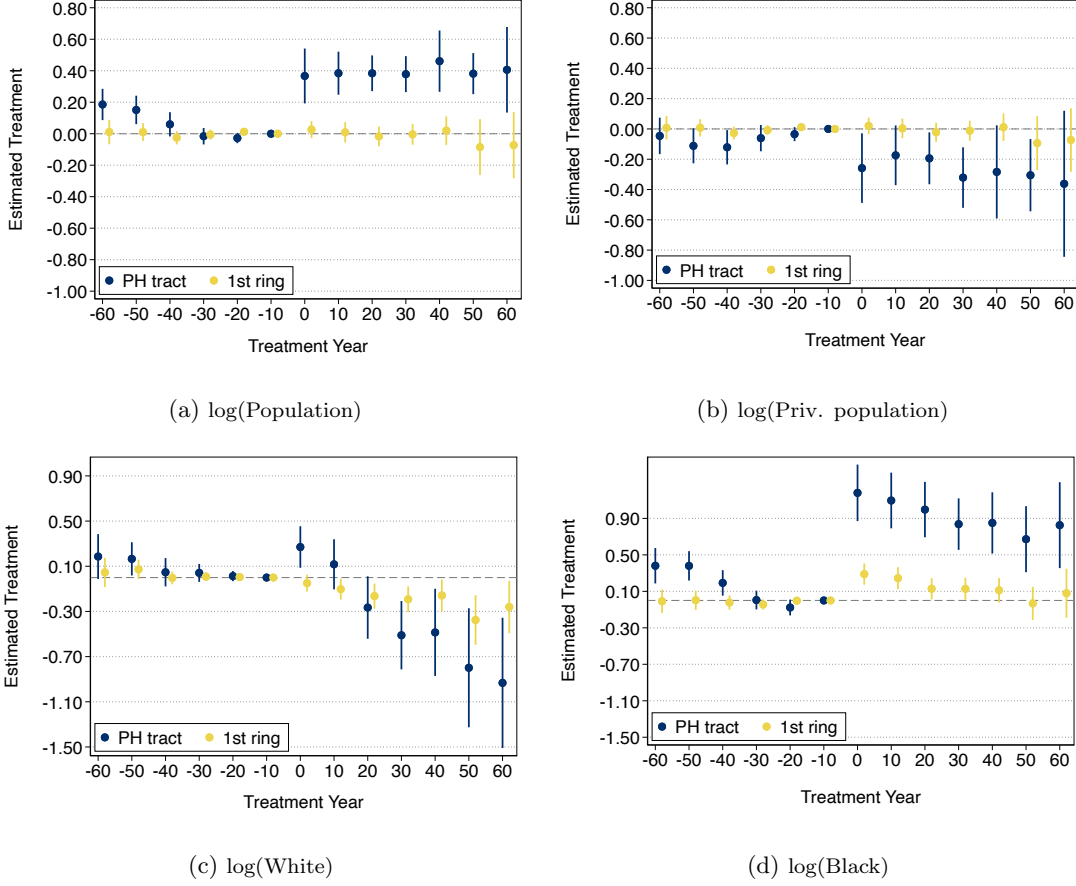 0.80
0.60
0.40
0.20
0.00
0.20
0.40
0.60
0.80
-1.00
Estimated Treatment
PH tract 1st ring
-60 -50 -40 -30 -20 -10 0 10 20 30 40 50 60
Treatment Year
(a) log(Population)
0.80
0.60
0.40
0.20
0.00
-0.20
-0.40
-0.60
-0.80
-1.00
Estimated Treatment
PH tract 1st ring
-60 -50 -40 -30 -20 -10 0 10 20 30 40 50 60
Treatment Year
(b) log(Priv. population)
0.90
0.50
0.10
-0.30
-0.70
-1.10
-1.50
Estimated Treatment
PH tract 1st ring
-60 -50 -40 -30 -20 -10 0 10 20 30 40 50 60
Treatment Year
(c) log(White)
0.90
0.50
0.10
-0.30
-0.70
-1.10
-1.50
Estimated Treatment
PH tract 1st ring
-60 -50 -40 -30 -20 -10 0 10 20 30 40 50 60
Treatment Year
(d) log(Black)